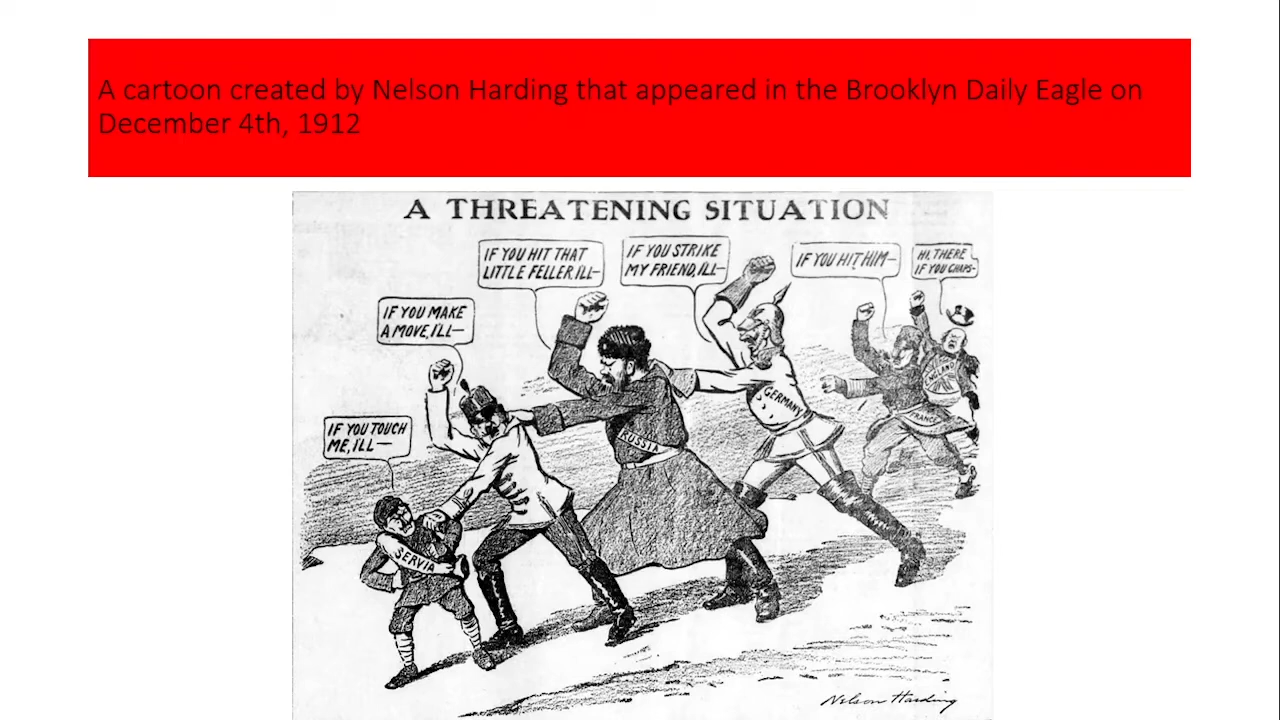 A cartoon created by Nelson Harding that appeared in the Brooklyn Daily Eagle on
December 4th, 1912
A THREATENING SITUATION
IF YOU TOUCH
ME, ILL—
IF YOU MAKE
A MOVE, ILL—
IF YOU HIT THAT
LITTLE FELLER ILL—
IF YOU STRIKE
MY FRIEND, ILL—
IF YOU HIT HIM—
HI, THERE
IF YOU CHAPS-
SERVIA
RUSSIA
GERMANY
FRANCE
ENGLAND
Nelson Harding